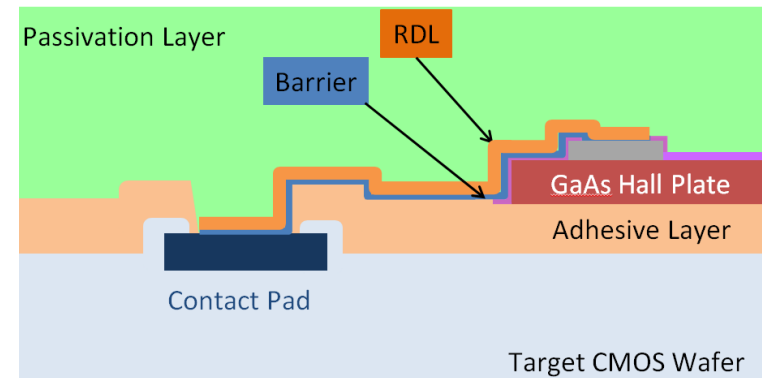 Passivation Layer
RDL
Barrier
GaAs Hall Plate
Adhesive Layer
Contact Pad
Target CMOS Wafer